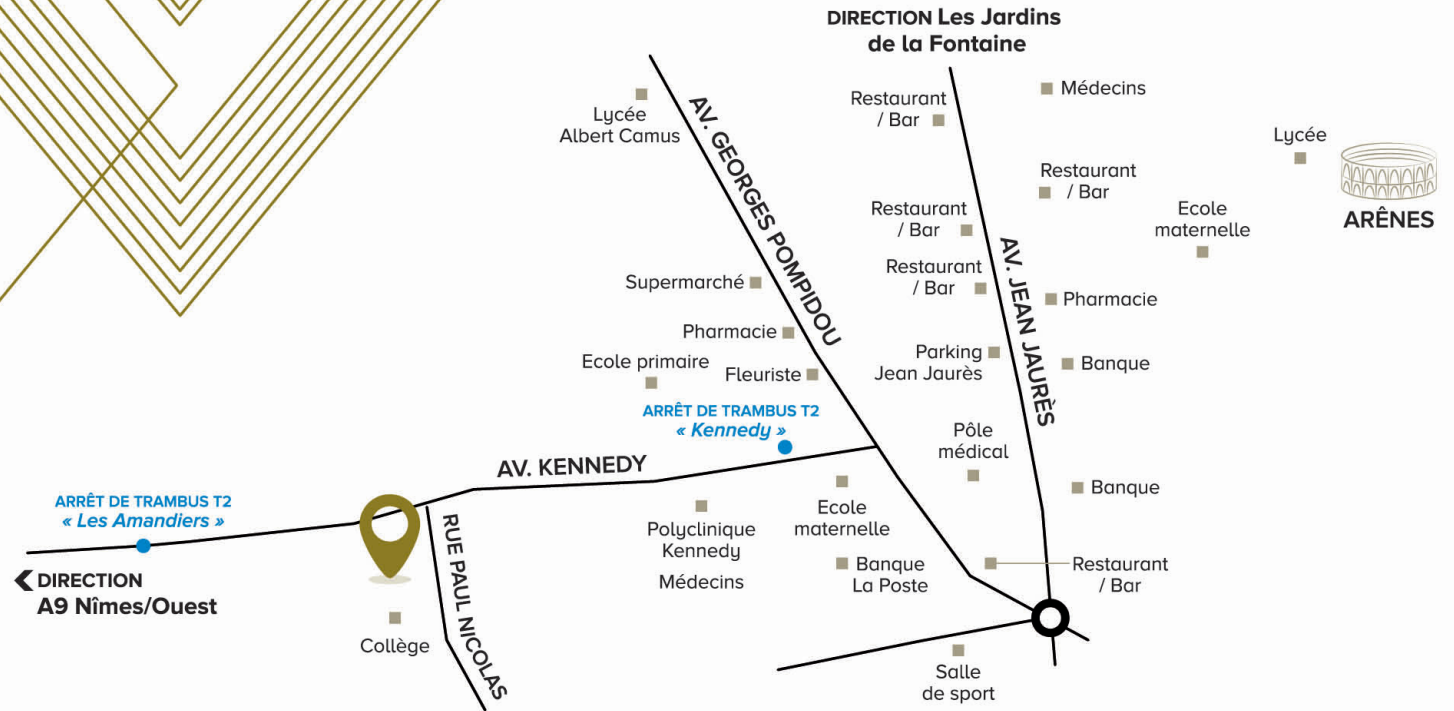 DIRECTION Les Jardins
de la Fontaine
Médecins
Restaurant
/ Bar
Lycée
Albert Camus
AV. GEORGES POMPIDOU
Lycée
Restaurant
/ Bar
ARÊNES
Restaurant
/ Bar
Ecole
maternelle
AV. JEAN JAURÈS
Restaurant
/ Bar
Supermarché
Pharmacie
Pharmacie
Parking
Jean Jaurès
Banque
Ecole primaire
Fleuriste
ARRÊT DE TRAMBUS T2
« Kennedy »
Pôle
médical
AV. KENNEDY
Banque
ARRÊT DE TRAMBUS T2
« Les Amandiers »
Ecole
maternelle
Polyclinique
Kennedy
Médecins
RUE PAUL NICOLAS
Banque
La Poste
Restaurant
/ Bar
DIRECTION
A9 Nîmes/Ouest
Collège
Salle
de sport